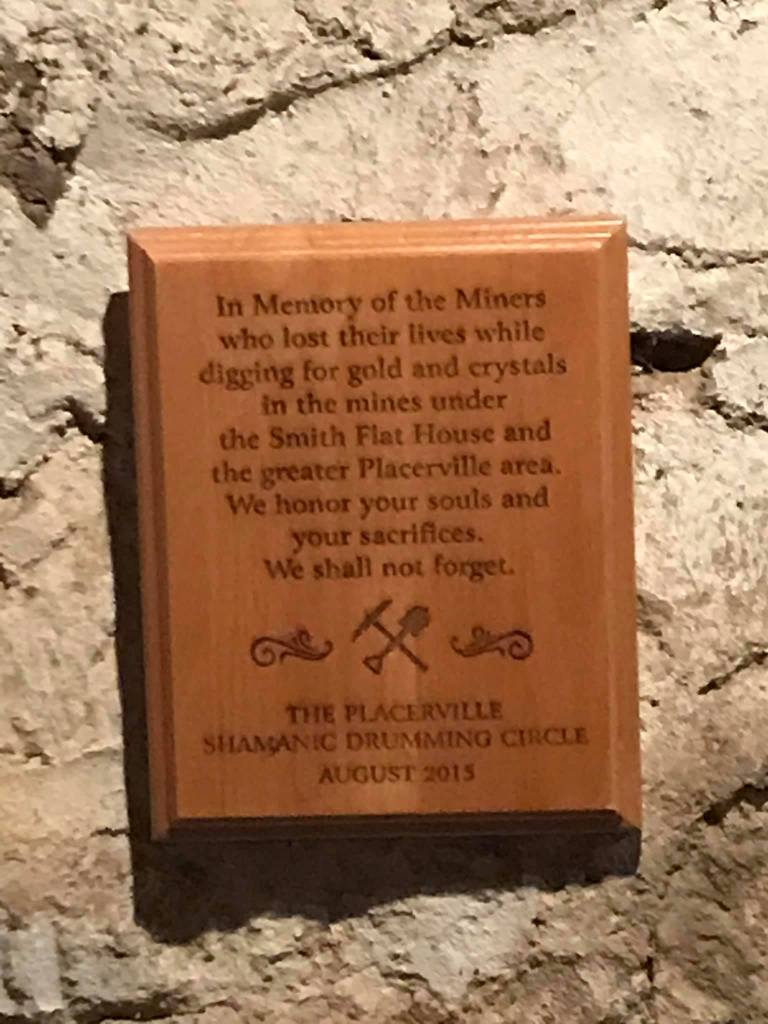 In Memory of the Miners
who lost their lives while
digging for gold and crystals
in the mines under
the Smith Flat House and
the greater Placerville area.
We honor your souls and
your sacrifices.
We shall not forget.
THE PLACERVILLE
SHAMANIC DRUMMING CIRCLE
AUGUST 2015